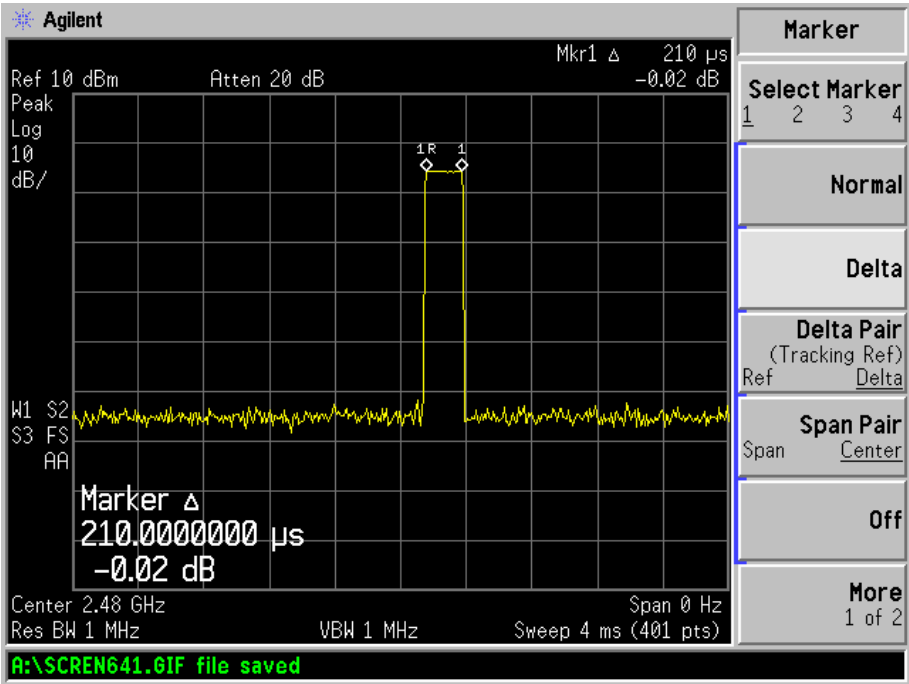 Agilent
Marker
Mkr1 Δ 210 µs
Ref 10 dBm Atten 20 dB -0.02 dB
Peak
Log
10
dB/
1R 1
W1 S2
S3 FS
AA
Marker Δ
210.0000000 µs
-0.02 dB
Center 2.48 GHz Span 0 Hz
Res BW 1 MHz VBW 1 MHz Sweep 4 ms (401 pts)
A:\SCREN641.GIF file saved
Select Marker
1 2 3 4
Normal
Delta
Delta Pair
(Tracking Ref)
Ref Delta
Span Pair
Span Center
Off
More
1 of 2